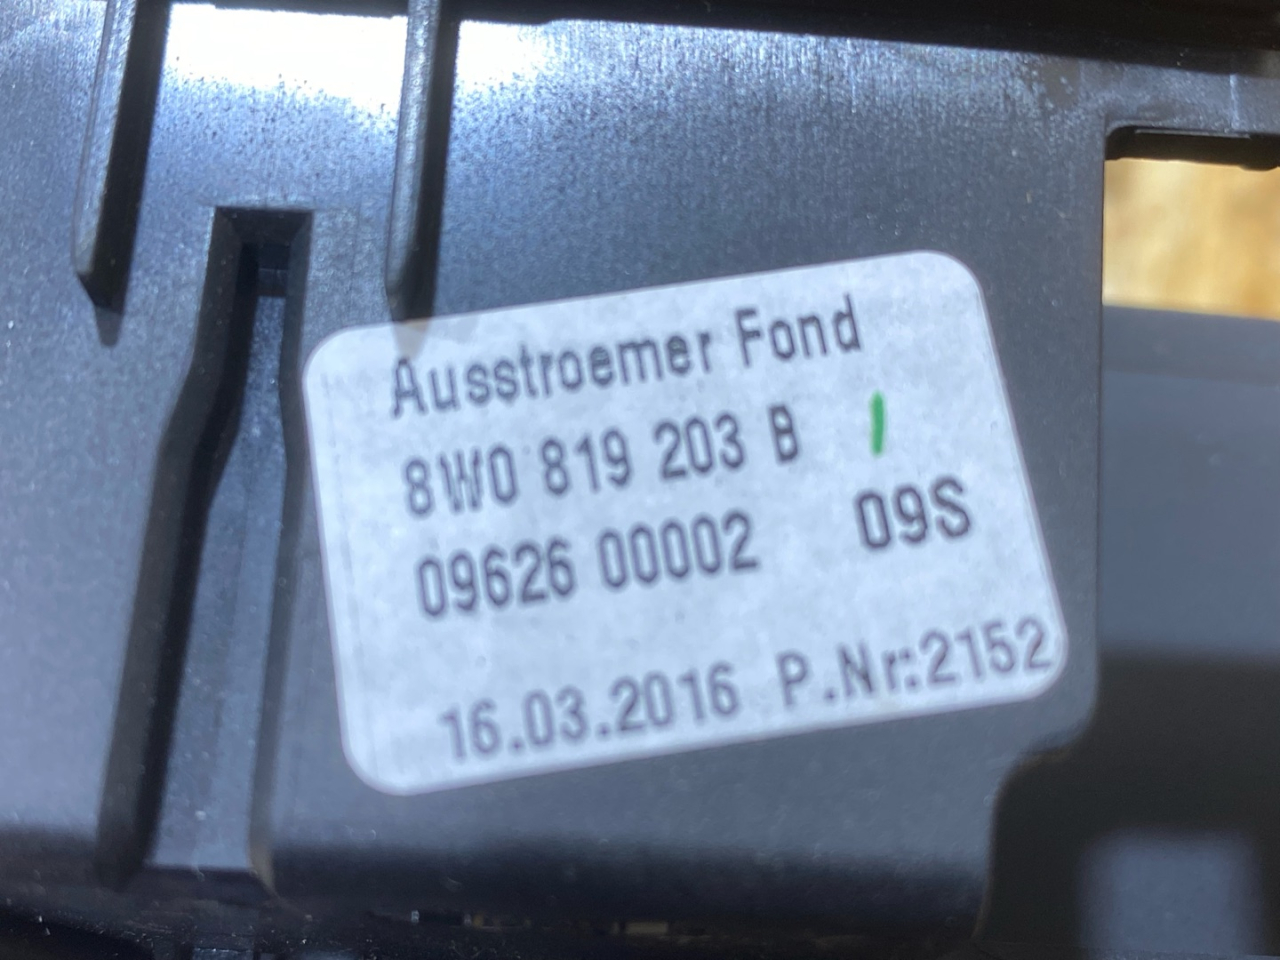 Ausstroemer Fond
8W0 819 203 B
09626 00002 09S
16.03.2016 P.Nr:2152